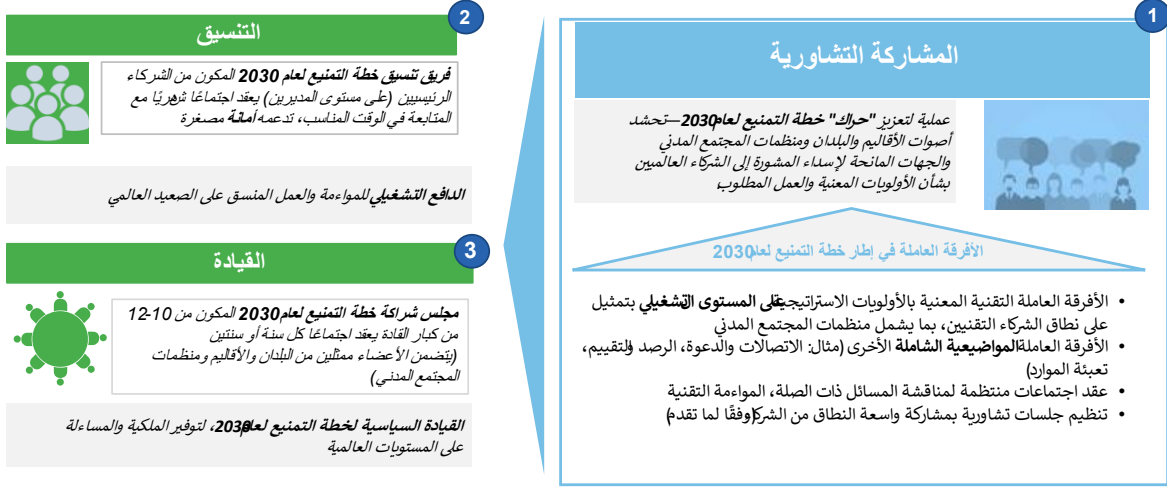 1
المشاركة التشاورية
عملية لتعزيز "حراك" خطة التمنيع لعام 2030—تحشد
أصوات الأقاليم والبلدان ومنظمات المجتمع المدني
والجهات المانحة لإسداء المشورة إلى الشركاء العالميين
بشأن الأولويات المعنية والعمل المطلوب
الأفرقة العاملة في إطار خطة التمنيع لعام 2030
• الأفرقة العاملة التقنية المعنية بالأولويات الاستراتيجية على المستوى التشغيلي بتمثيل
على نطاق الشركاء التقنيين، بما يشمل منظمات المجتمع المدني
• الأفرقة العاملة المواضيعية الشاملة الأخرى (مثال: الاتصالات والدعوة، الرصد والتقييم،
تعبئة الموارد)
• عقد اجتماعات منتظمة لمناقشة المسائل ذات الصلة، المواءمة التقنية
• تنظيم جلسات تشاورية بمشاركة واسعة النطاق من الشركاء (وفقًا لما تقدم)
2
التنسيق
فريق تنسيق خطة التمنيع لعام 2030 المكون من الشركاء
الرئيسيين (على مستوى المديرين) يعقد اجتماعًا شهريًا مع
المتابعة في الوقت المناسب، تدعمه أمانة مصغرة
الدافع التشغيلي للمواءمة والعمل المنسق على الصعيد العالمي
3
القيادة
مجلس شراكة خطة التمنيع لعام 2030 المكون من 10-12
من كبار القادة يعقد اجتماعًا كل سنة أو سنتين
(يتضمن الأعضاء ممثلين من البلدان والأقاليم ومنظمات
المجتمع المدني)
القيادة السياسية لخطة التمنيع لعام 2030، لتوفير الملكية والمساءلة
على المستويات العالمية